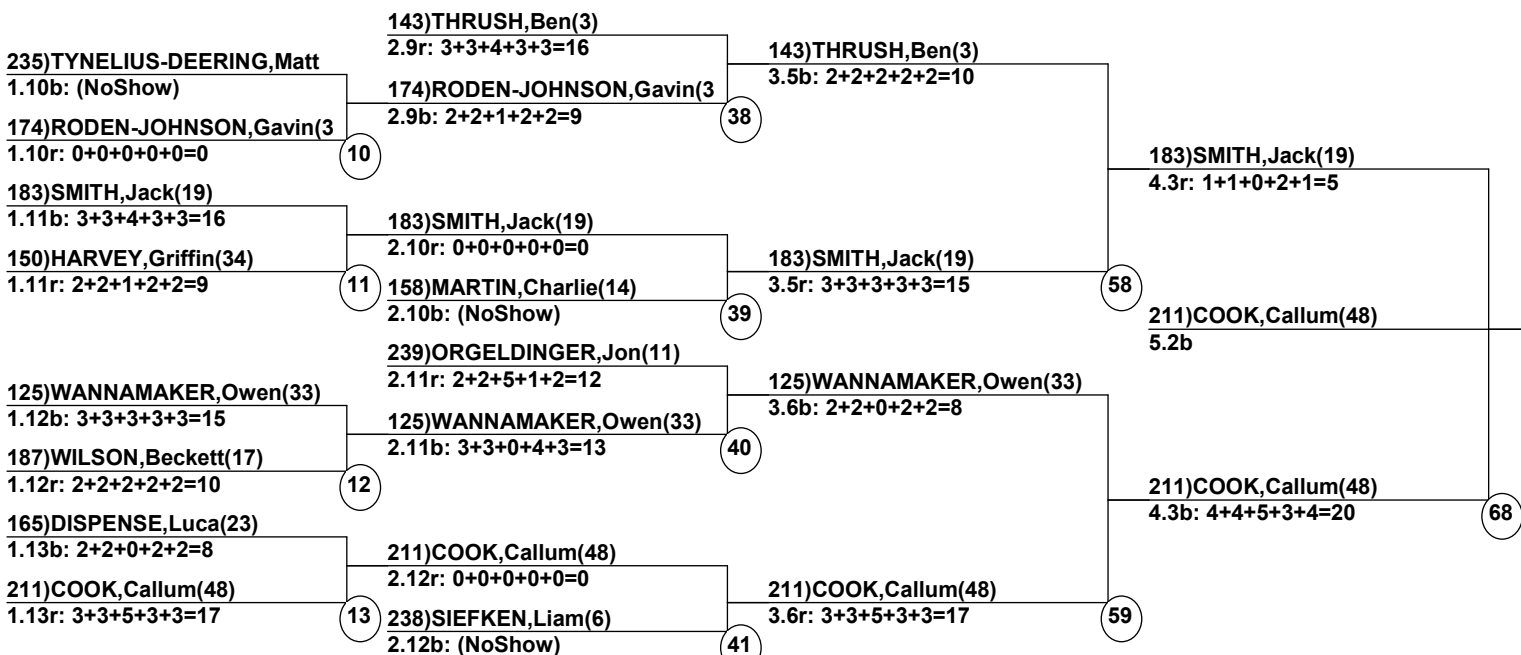 235)TYNELIUS-DEERING,Matt
1.10b: (NoShow)
174)RODEN-JOHNSON,Gavin(3
1.10r: 0+0+0+0+0=0
10
183)SMITH,Jack(19)
1.11b: 3+3+4+3+3=16
150)HARVEY,Griffin(34)
1.11r: 2+2+1+2+2=9
11
125)WANNAMAKER,Owen(33)
1.12b: 3+3+3+3+3=15
187)WILSON,Beckett(17)
1.12r: 2+2+2+2+2=10
12
165)DISPENSE,Luca(23)
1.13b: 2+2+0+2+2=8
211)COOK,Callum(48)
1.13r: 3+3+5+3+3=17
13
143)THRUSH,Ben(3)
2.9r: 3+3+4+3+3=16
174)RODEN-JOHNSON,Gavin(3
2.9b: 2+2+1+2+2=9
38
183)SMITH,Jack(19)
2.10r: 0+0+0+0+0=0
158)MARTIN,Charlie(14)
2.10b: (NoShow)
39
239)ORGELDINGER,Jon(11)
2.11r: 2+2+5+1+2=12
125)WANNAMAKER,Owen(33)
2.11b: 3+3+0+4+3=13
40
211)COOK,Callum(48)
2.12r: 0+0+0+0+0=0
238)SIEFKEN,Liam(6)
2.12b: (NoShow)
41
143)THRUSH,Ben(3)
3.5b: 2+2+2+2+2=10
183)SMITH,Jack(19)
3.5r: 3+3+3+3+3=15
58
125)WANNAMAKER,Owen(33)
3.6b: 2+2+0+2+2=8
211)COOK,Callum(48)
3.6r: 3+3+5+3+3=17
59
183)SMITH,Jack(19)
4.3r: 1+1+0+2+1=5
211)COOK,Callum(48)
4.3b: 4+4+5+3+4=20
68
211)COOK,Callum(48)
5.2b